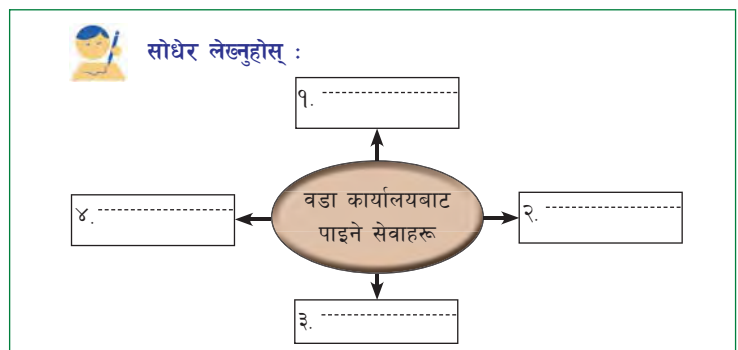 सोधेर लेख्नुहोस् :
१. ------------------------
वडा कार्यालयबाट
पाइने सेवाहरू
४. ------------------------
२. ------------------------
३. ------------------------